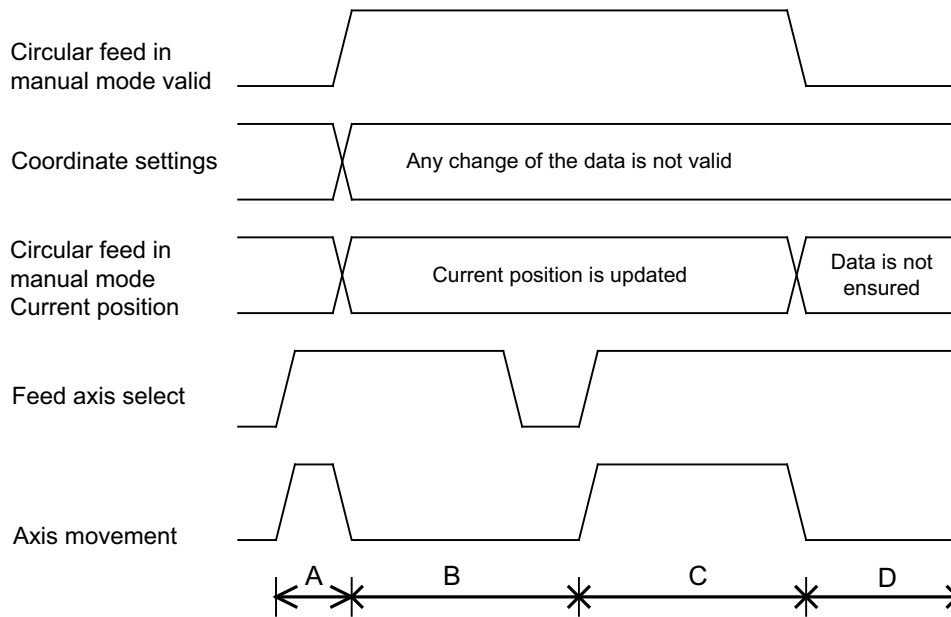 Circular feed in
manual mode valid
Coordinate settings
Any change of the data is not valid
Circular feed in
manual mode
Current position
Current position is updated
Data is not
ensured
Feed axis select
Axis movement
A
B
C
D